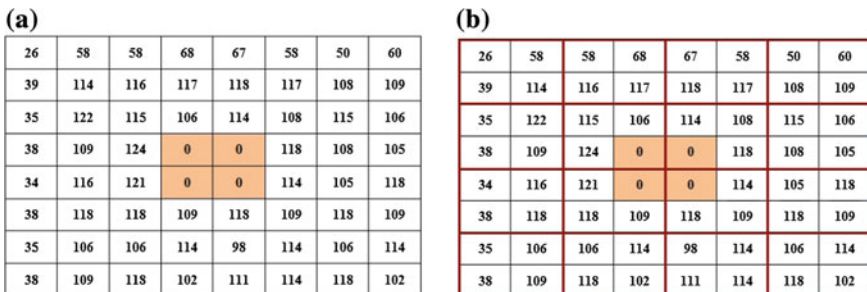 (a) (b)
26 58 58 68 67 58 50 60 26 58 58 68 67 58 50 60
39 114 116 117 118 117 108 109 39 114 116 117 118 117 108 109
35 122 115 106 114 108 115 106 35 122 115 106 114 108 115 106
38 109 124 0 0 118 108 105 38 109 124 0 0 118 108 105
34 116 121 0 0 114 105 118 34 116 121 0 0 114 105 118
38 118 118 109 118 109 118 109 38 118 118 109 118 109 118 109
35 106 106 114 98 114 106 114 35 106 106 114 98 114 106 114
38 109 118 102 111 114 118 102 38 109 118 102 111 114 118 102